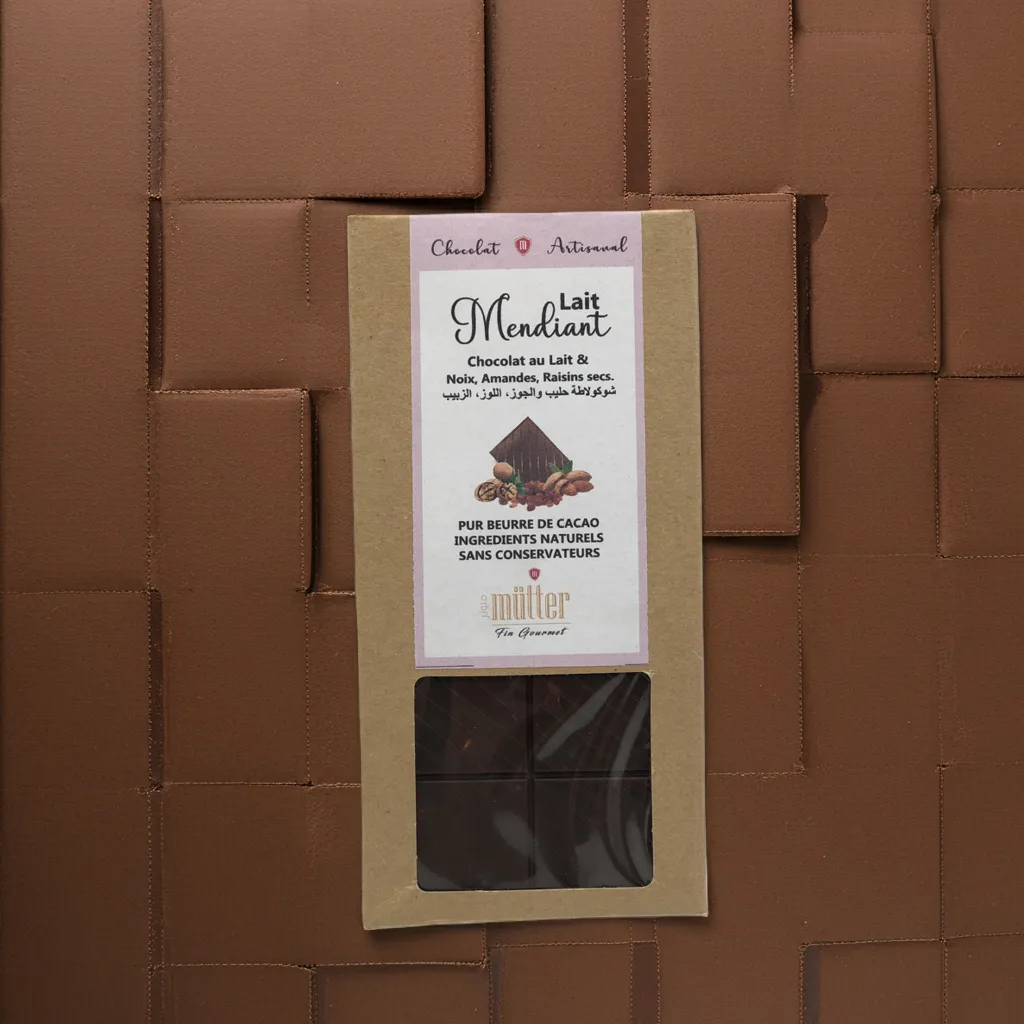 Chocolat Artisanal
Lait
Mendiant
Chocolat au Lait &
Noix, Amandes, Raisins secs.
شوكولاطة حليب والجوز، اللوز، الزبيب
PUR BEURRE DE CACAO
INGREDIENTS NATURELS
SANS CONSERVATEURS
mütter
Fin Gourmet